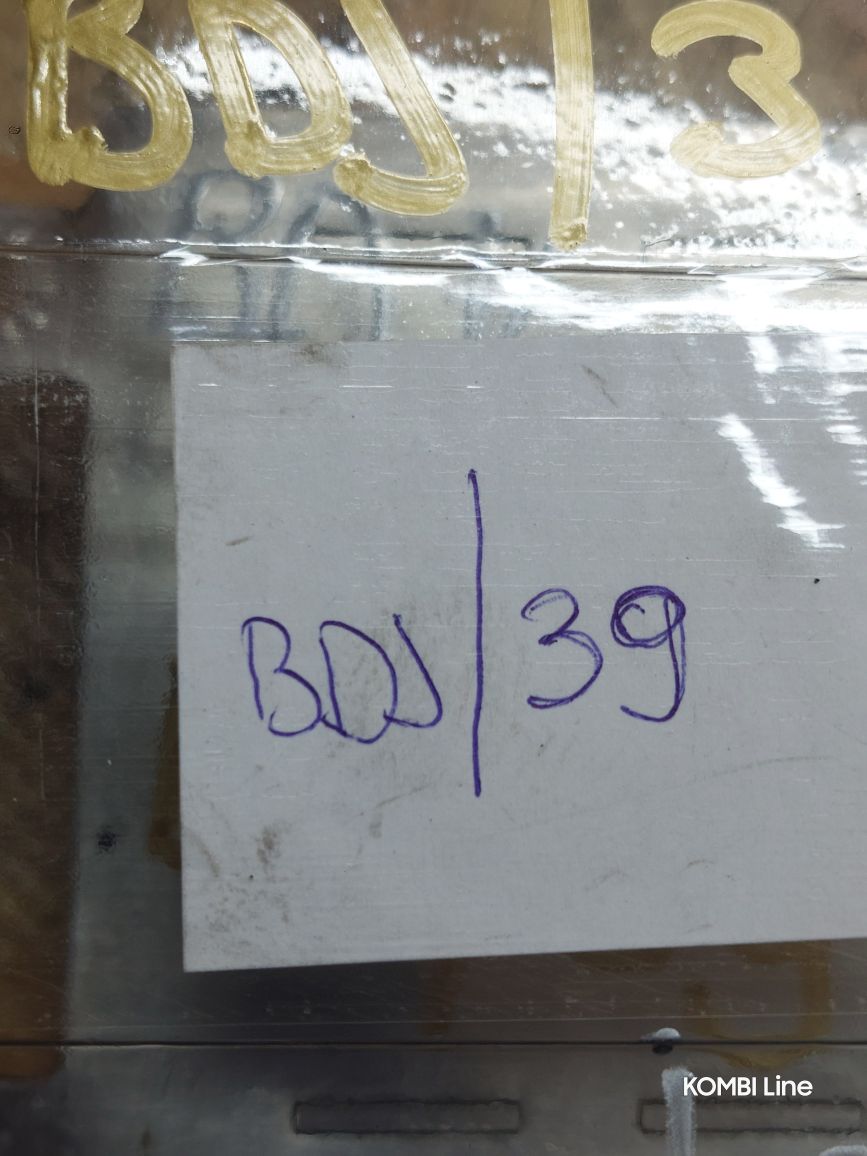 BDJ | 3
BDJ | 39
KOMBI Line